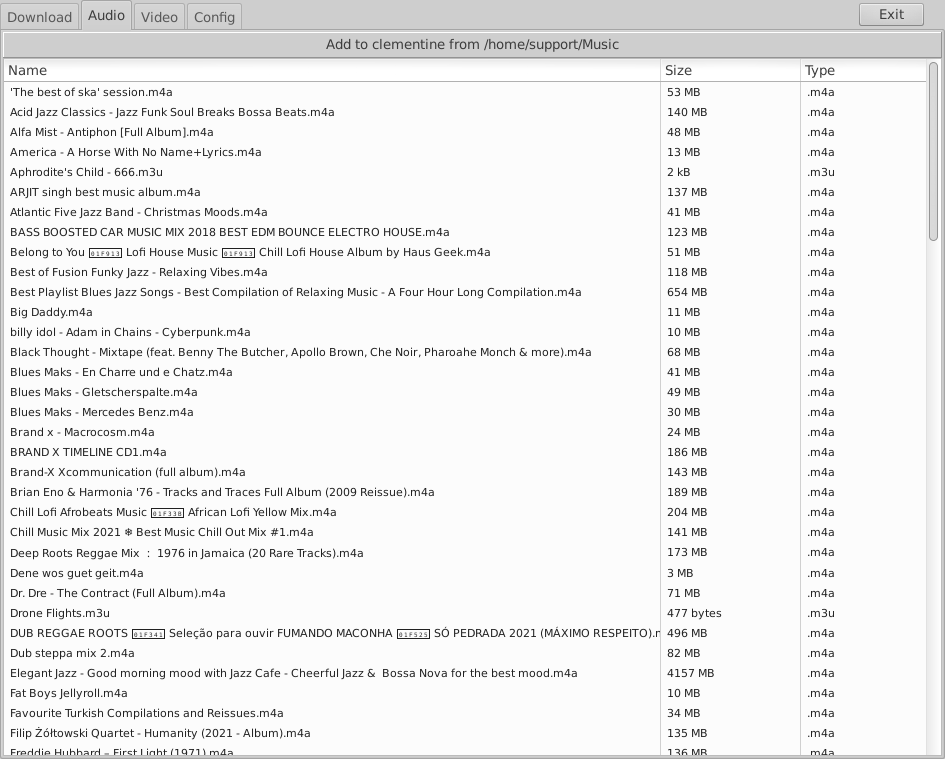 Download Audio Video Config Exit
Add to clementine from /home/support/Music
Name Size Type
'The best of ska' session.m4a 53 MB .m4a
Acid Jazz Classics - Jazz Funk Soul Breaks Bossa Beats.m4a 140 MB .m4a
Alfa Mist - Antiphon [Full Album].m4a 48 MB .m4a
America - A Horse With No Name+Lyrics.m4a 13 MB .m4a
Aphrodite's Child - 666.m3u 2 kB .m3u
ARJIT singh best music album.m4a 137 MB .m4a
Atlantic Five Jazz Band - Christmas Moods.m4a 41 MB .m4a
BASS BOOSTED CAR MUSIC MIX 2018 BEST EDM BOUNCE ELECTRO HOUSE.m4a 123 MB .m4a
Belong to You 01F913 Lofi House Music 01F913 Chill Lofi House Album by Haus Geek.m4a 51 MB .m4a
Best of Fusion Funky Jazz - Relaxing Vibes.m4a 118 MB .m4a
Best Playlist Blues Jazz Songs - Best Compilation of Relaxing Music - A Four Hour Long Compilation.m4a 654 MB .m4a
Big Daddy.m4a 11 MB .m4a
billy idol - Adam in Chains - Cyberpunk.m4a 10 MB .m4a
Black Thought - Mixtape (feat. Benny The Butcher, Apollo Brown, Che Noir, Pharoahe Monch & more).m4a 68 MB .m4a
Blues Maks - En Charre und e Chatz.m4a 41 MB .m4a
Blues Maks - Gletscherspalte.m4a 49 MB .m4a
Blues Maks - Mercedes Benz.m4a 30 MB .m4a
Brand x - Macrocosm.m4a 24 MB .m4a
BRAND X TIMELINE CD1.m4a 186 MB .m4a
Brand-X Xcommunication (full album).m4a 143 MB .m4a
Brian Eno & Harmonia '76 - Tracks and Traces Full Album (2009 Reissue).m4a 189 MB .m4a
Chill Lofi Afrobeats Music 01F33B African Lofi Yellow Mix.m4a 204 MB .m4a
Chill Music Mix 2021 ❄ Best Music Chill Out Mix #1.m4a 141 MB .m4a
Deep Roots Reggae Mix : 1976 in Jamaica (20 Rare Tracks).m4a 173 MB .m4a
Dene wos guet geit.m4a 3 MB .m4a
Dr. Dre - The Contract (Full Album).m4a 71 MB .m4a
Drone Flights.m3u 477 bytes .m3u
DUB REGGAE ROOTS 01F341 Seleção para ouvir FUMANDO MACONHA 01F525 SÓ PEDRADA 2021 (MÁXIMO RESPEITO).m 496 MB .m4a
Dub steppa mix 2.m4a 82 MB .m4a
Elegant Jazz - Good morning mood with Jazz Cafe - Cheerful Jazz & Bossa Nova for the best mood.m4a 4157 MB .m4a
Fat Boys Jellyroll.m4a 10 MB .m4a
Favourite Turkish Compilations and Reissues.m4a 34 MB .m4a
Filip Żółtowski Quartet - Humanity (2021 - Album).m4a 135 MB .m4a
Freddie Hubbard – First Light (1971).m4a 136 MB .m4a